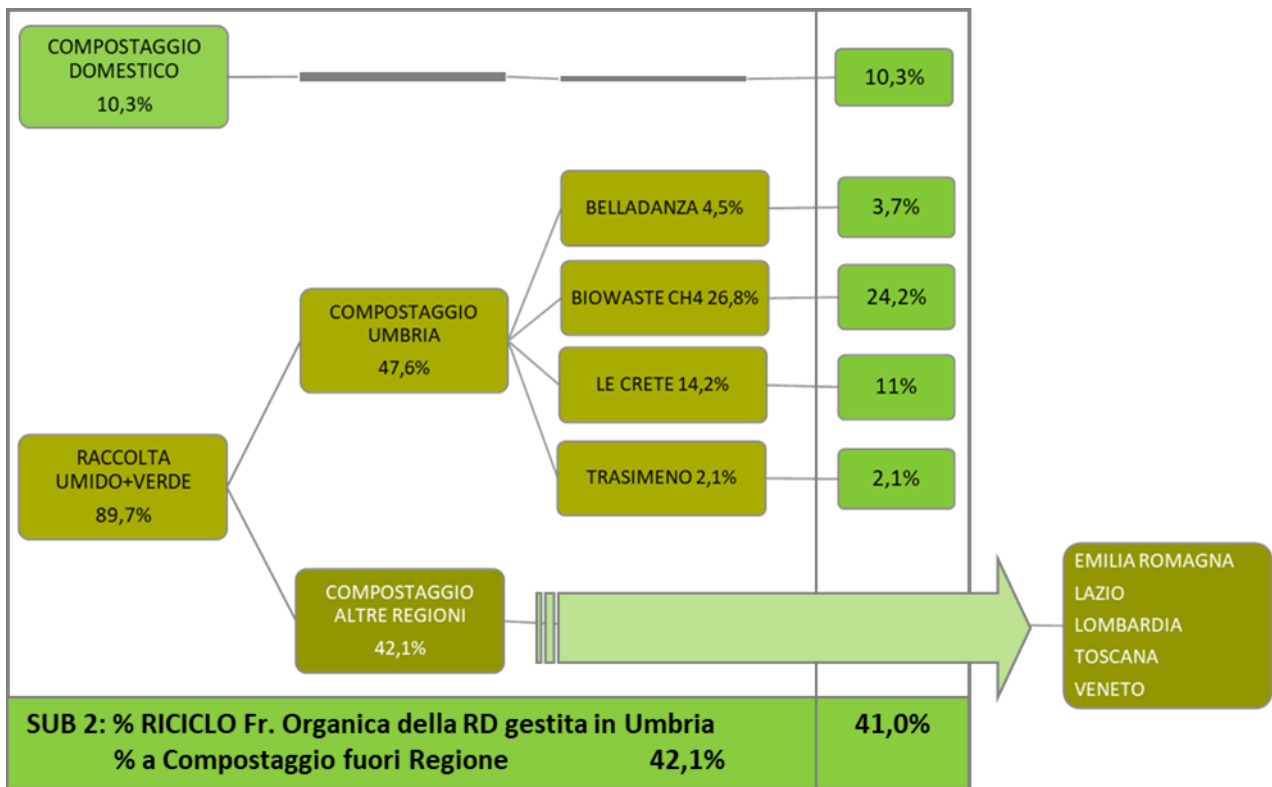 COMPOSTAGGIO
DOMESTICO
10,3%
10,3%
BELLADANZA 4,5%
3,7%
BIOWASTE CH4 26,8%
24,2%
COMPOSTAGGIO
UMBRIA
47,6%
LE CRETE 14,2%
11%
RACCOLTA
UMIDO+VERDE
89,7%
TRASIMENO 2,1%
2,1%
COMPOSTAGGIO
ALTRE REGIONI
42,1%
EMILIA ROMAGNA
LAZIO
LOMBARDIA
TOSCANA
VENETO
SUB 2: % RICICLO Fr. Organica della RD gestita in Umbria 41,0%
% a Compostaggio fuori Regione 42,1%